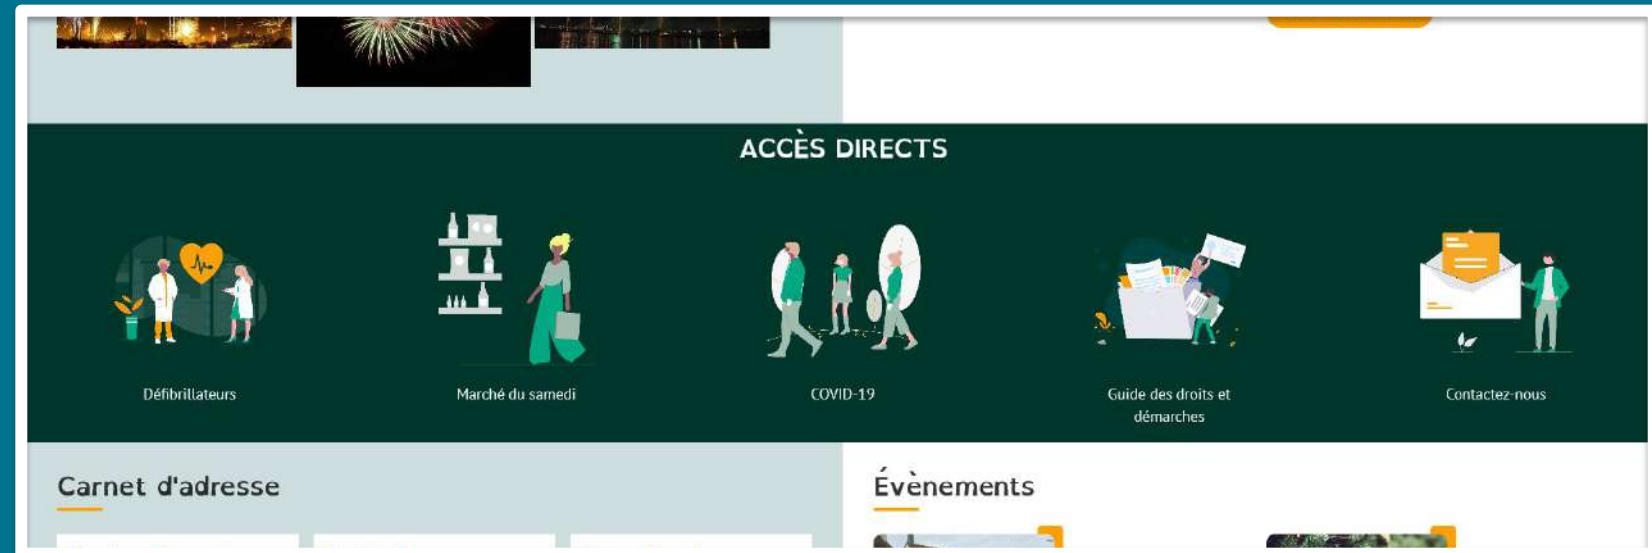 ACCÈS DIRECTS
Défibrillateurs
Marché du samedi
COVID-19
Guide des droits et
démarches
Contactez-nous
Carnet d'adresse
Évènements